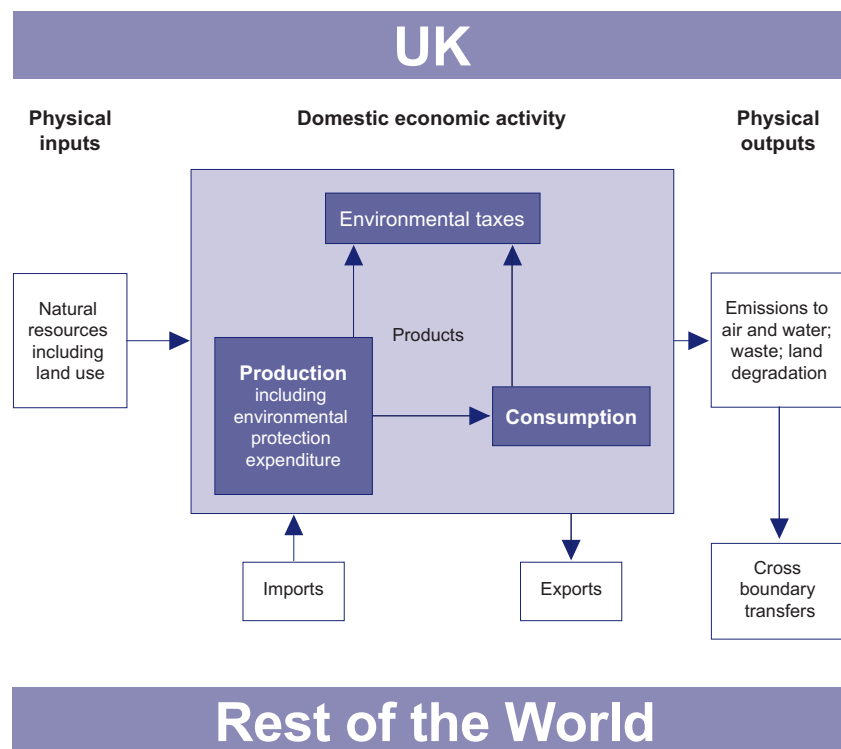 UK
Physical
inputs
Domestic economic activity
Physical
outputs
Environmental taxes
Natural
resources
including
land use
Products
Production
including
environmental
protection
expenditure
Consumption
Emissions to
air and water;
waste; land
degradation
Imports
Exports
Cross
boundary
transfers
Rest of the World